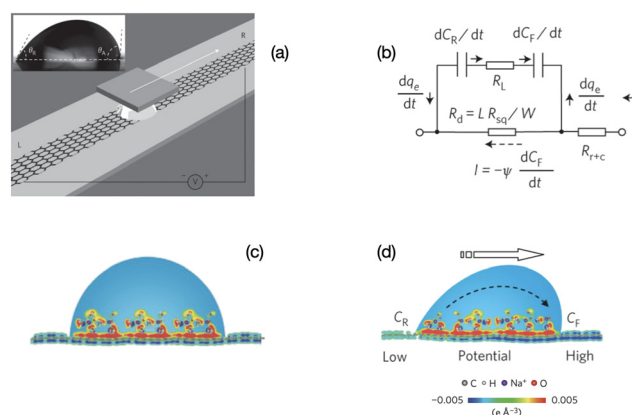 θR
θA
R
(a)
L
− V +
(b)
dCR/dt
dCF/dt
RL
dqe
dt
dqe
dt
Rd = L Rsq/W
Rr+c
I = −ψ dCF
dt
(c)
(d)
CR
CF
Low
Potential
High
C H Na⁺ O
−0.005
0.005
(e Å⁻³)